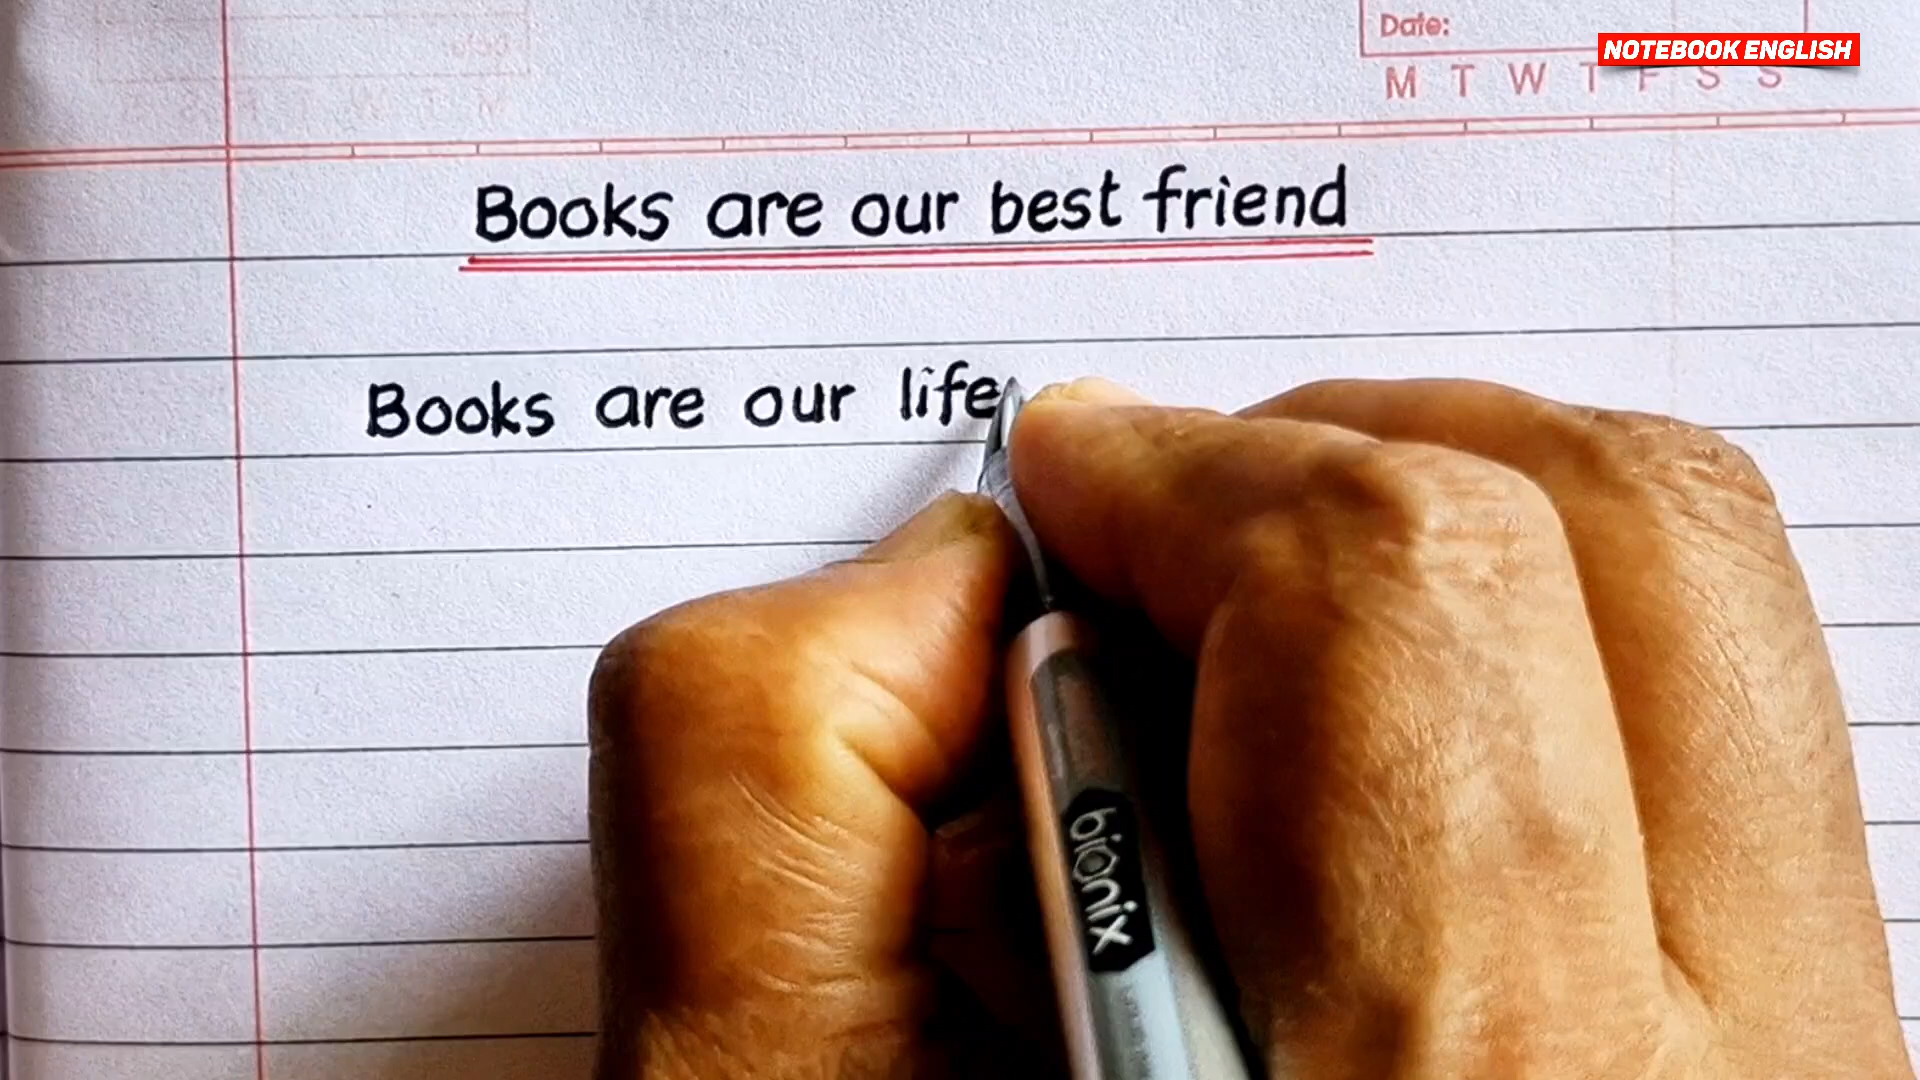 Date:
NOTEBOOK ENGLISH
M T W T F S S
Books are our best friend
Books are our life
bionix